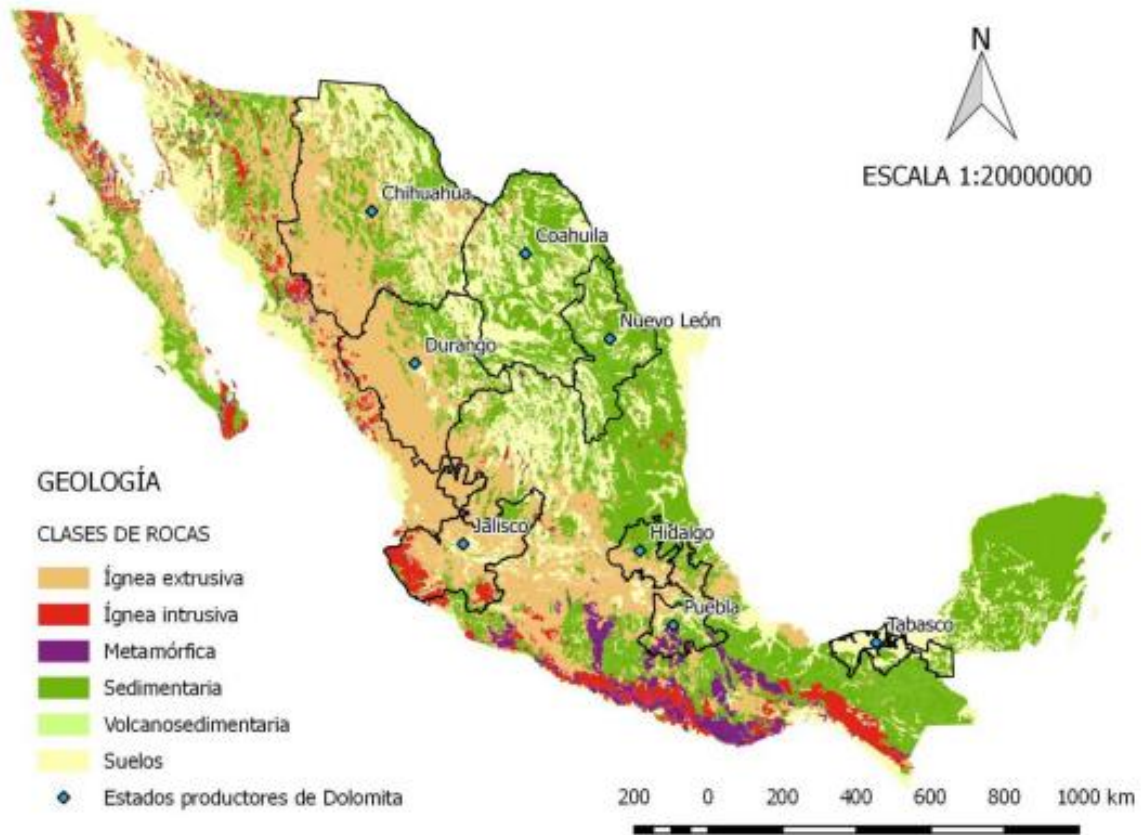 N
ESCALA 1:20000000
Chihuahua
Coahuila
Nuevo León
Durango
Jalisco
Hidalgo
Puebla
Tabasco
GEOLOGÍA
CLASES DE ROCAS
Ígnea extrusiva
Ígnea intrusiva
Metamórfica
Sedimentaria
Volcanosedimentaria
Suelos
Estados productores de Dolomita
200 0 200 400 600 800 1000 km